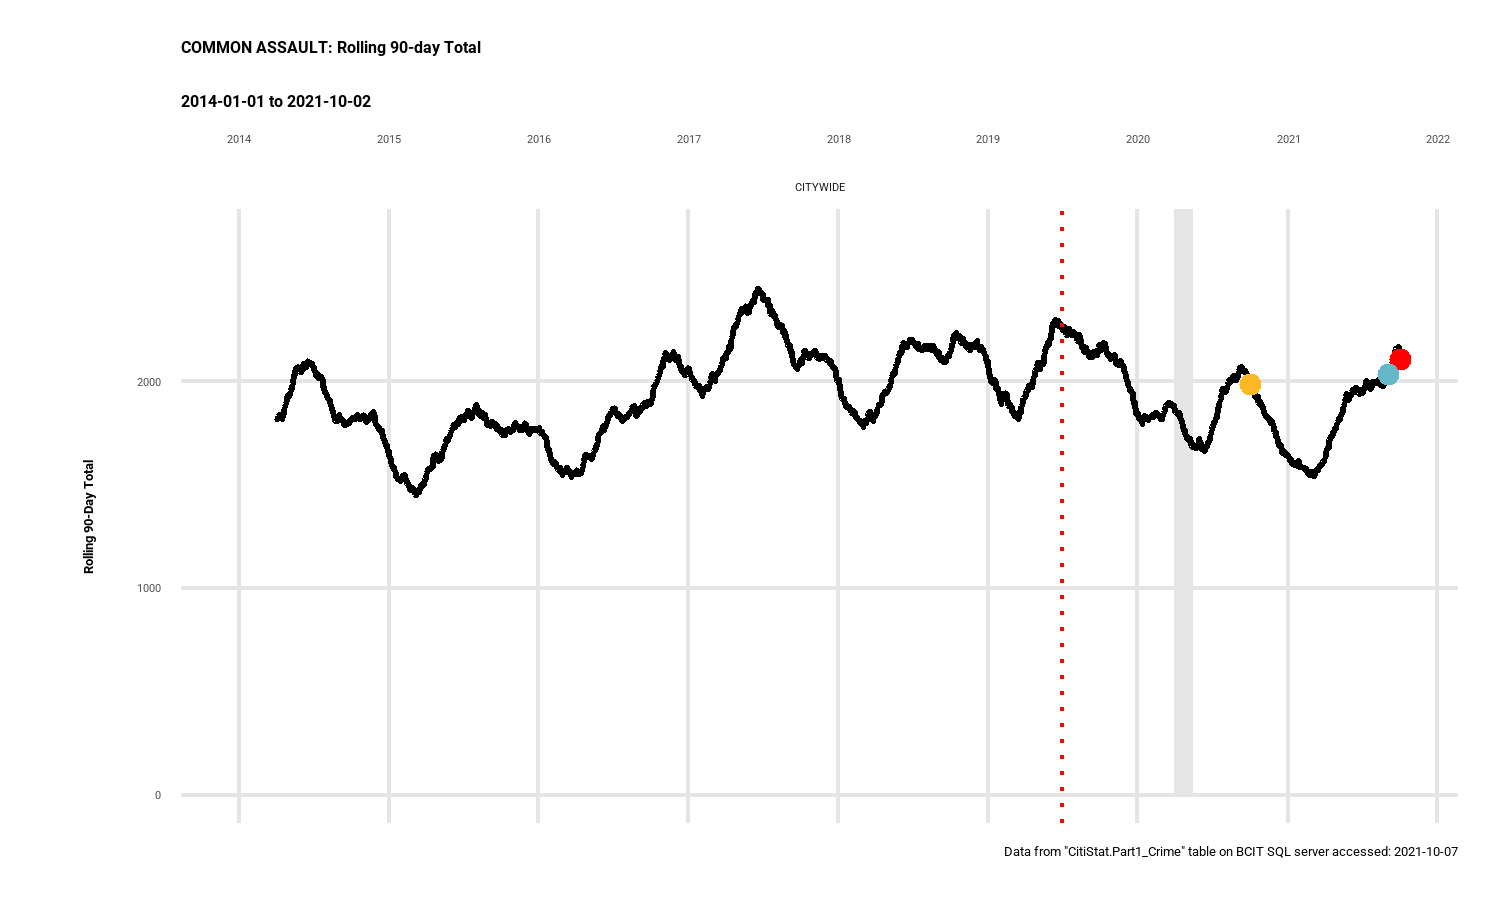 COMMON ASSAULT: Rolling 90-day Total
2014-01-01 to 2021-10-02
2014 2015 2016 2017 2018 2019 2020 2021 2022
CITYWIDE
2000
Rolling 90-Day Total
1000
0
Data from "CitiStat.Part1_Crime" table on BCIT SQL server accessed: 2021-10-07